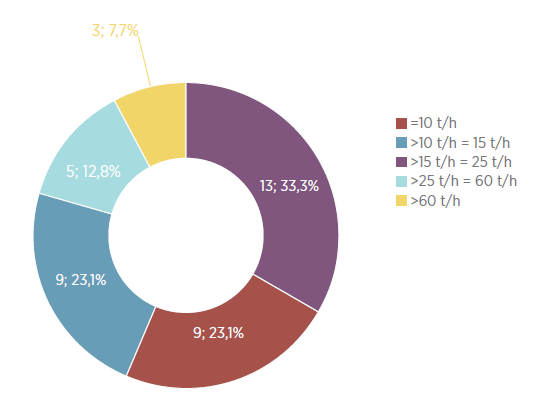 3; 7,7%
5; 12,8%
13; 33,3%
9; 23,1%
9; 23,1%
=10 t/h
>10 t/h = 15 t/h
>15 t/h = 25 t/h
>25 t/h = 60 t/h
>60 t/h